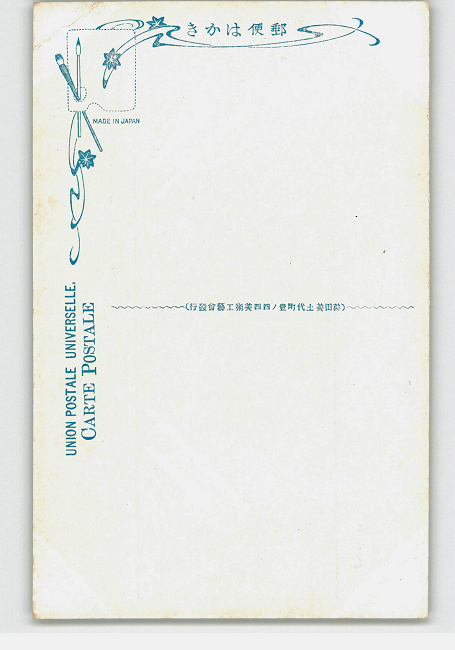 郵便はかき
MADE IN JAPAN
(神田美土代町壹ノ四四美術工藝會發行)
UNION POSTALE UNIVERSELLE.
CARTE POSTALE